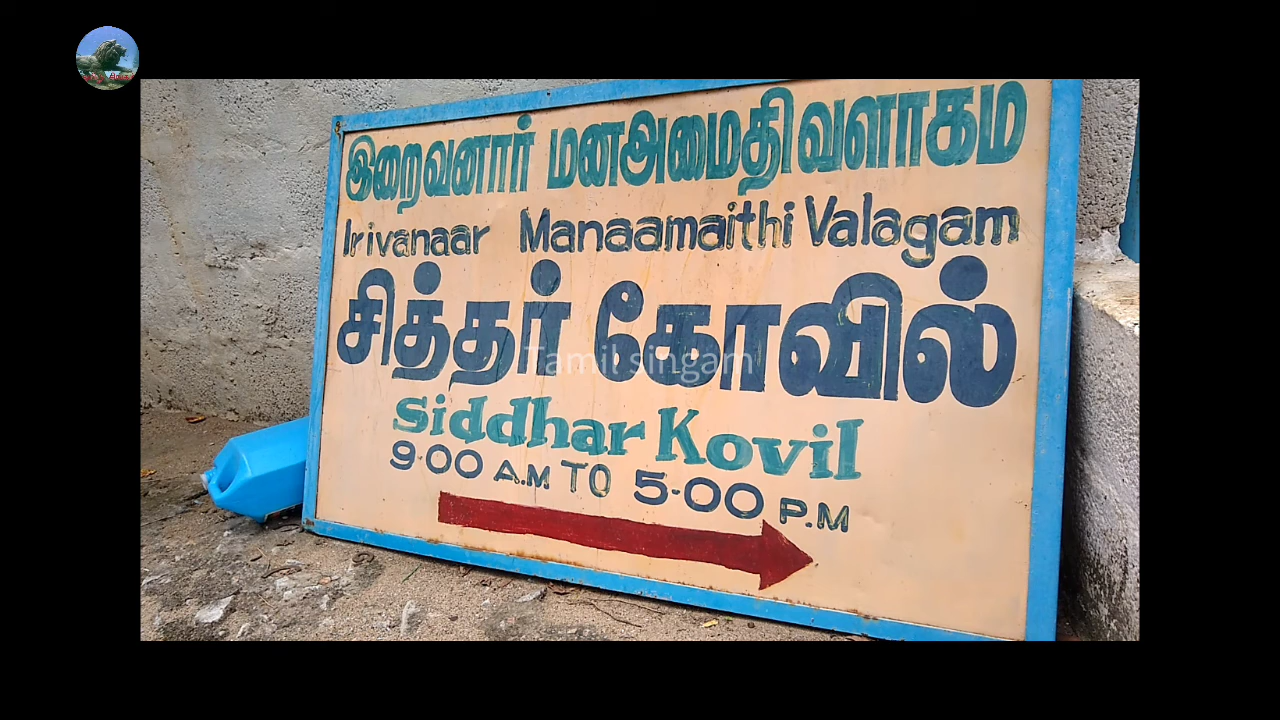 இறைவனார் மனஅமைதிவளாகம்
Irivanaar Manaamaithi Valagam
சித்தர் கோவில்
Tamil singam
Siddhar Kovil
9.00 A.M TO 5-00 P.M